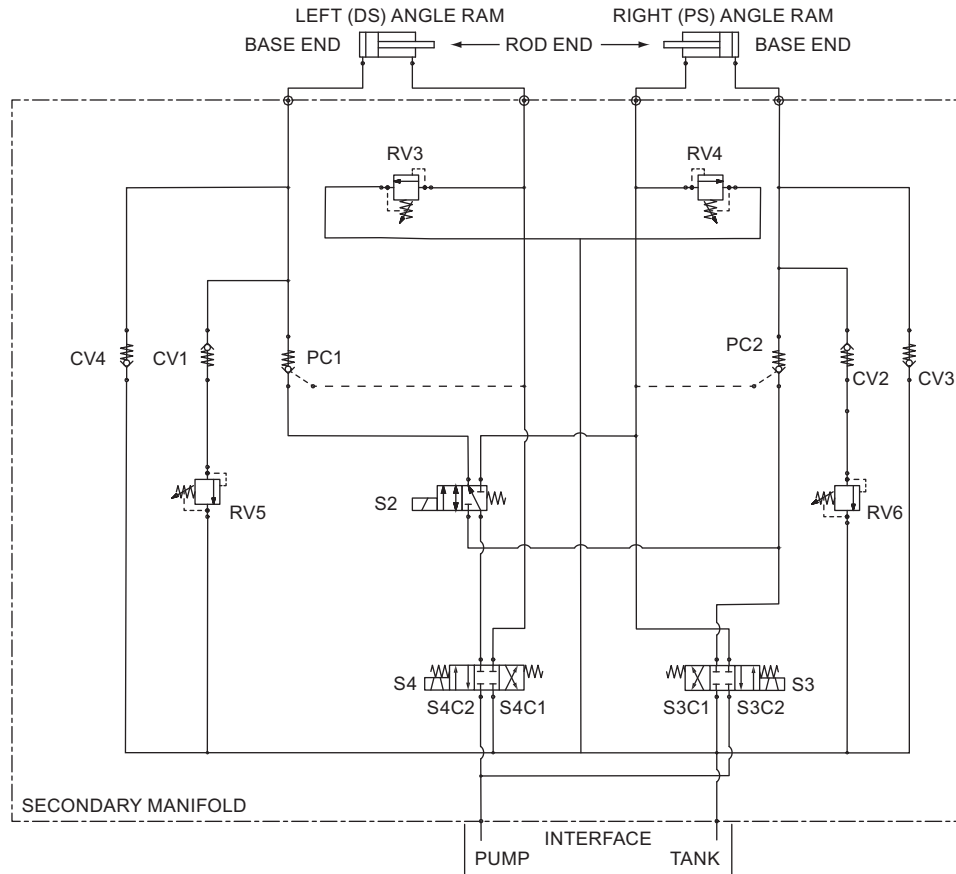 LEFT (DS) ANGLE RAM
RIGHT (PS) ANGLE RAM
BASE END
ROD END
BASE END
RV3
RV4
CV4
CV1
PC1
PC2
CV2
CV3
S2
RV5
RV6
S4
S3
S4C2
S4C1
S3C1
S3C2
SECONDARY MANIFOLD
INTERFACE
PUMP
TANK